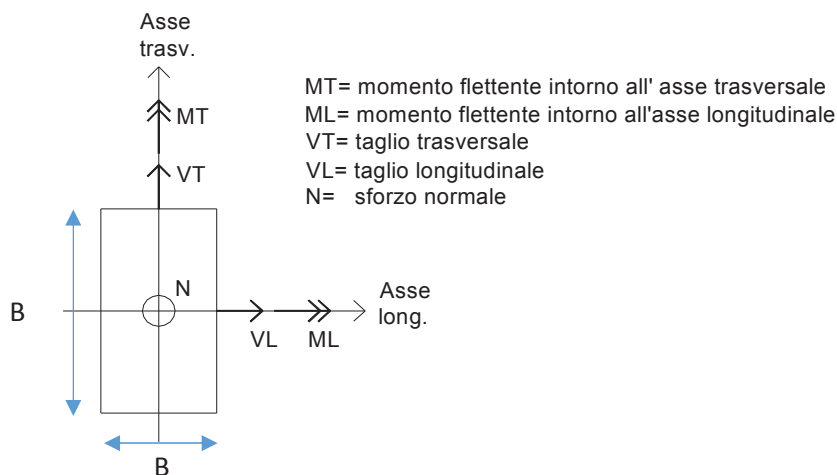 Asse
trasv.
MT= momento flettente intorno all' asse trasversale
ML= momento flettente intorno all'asse longitudinale
VT= taglio trasversale
VL= taglio longitudinale
N= sforzo normale
MT
VT
N
B
Asse
long.
VL ML
B